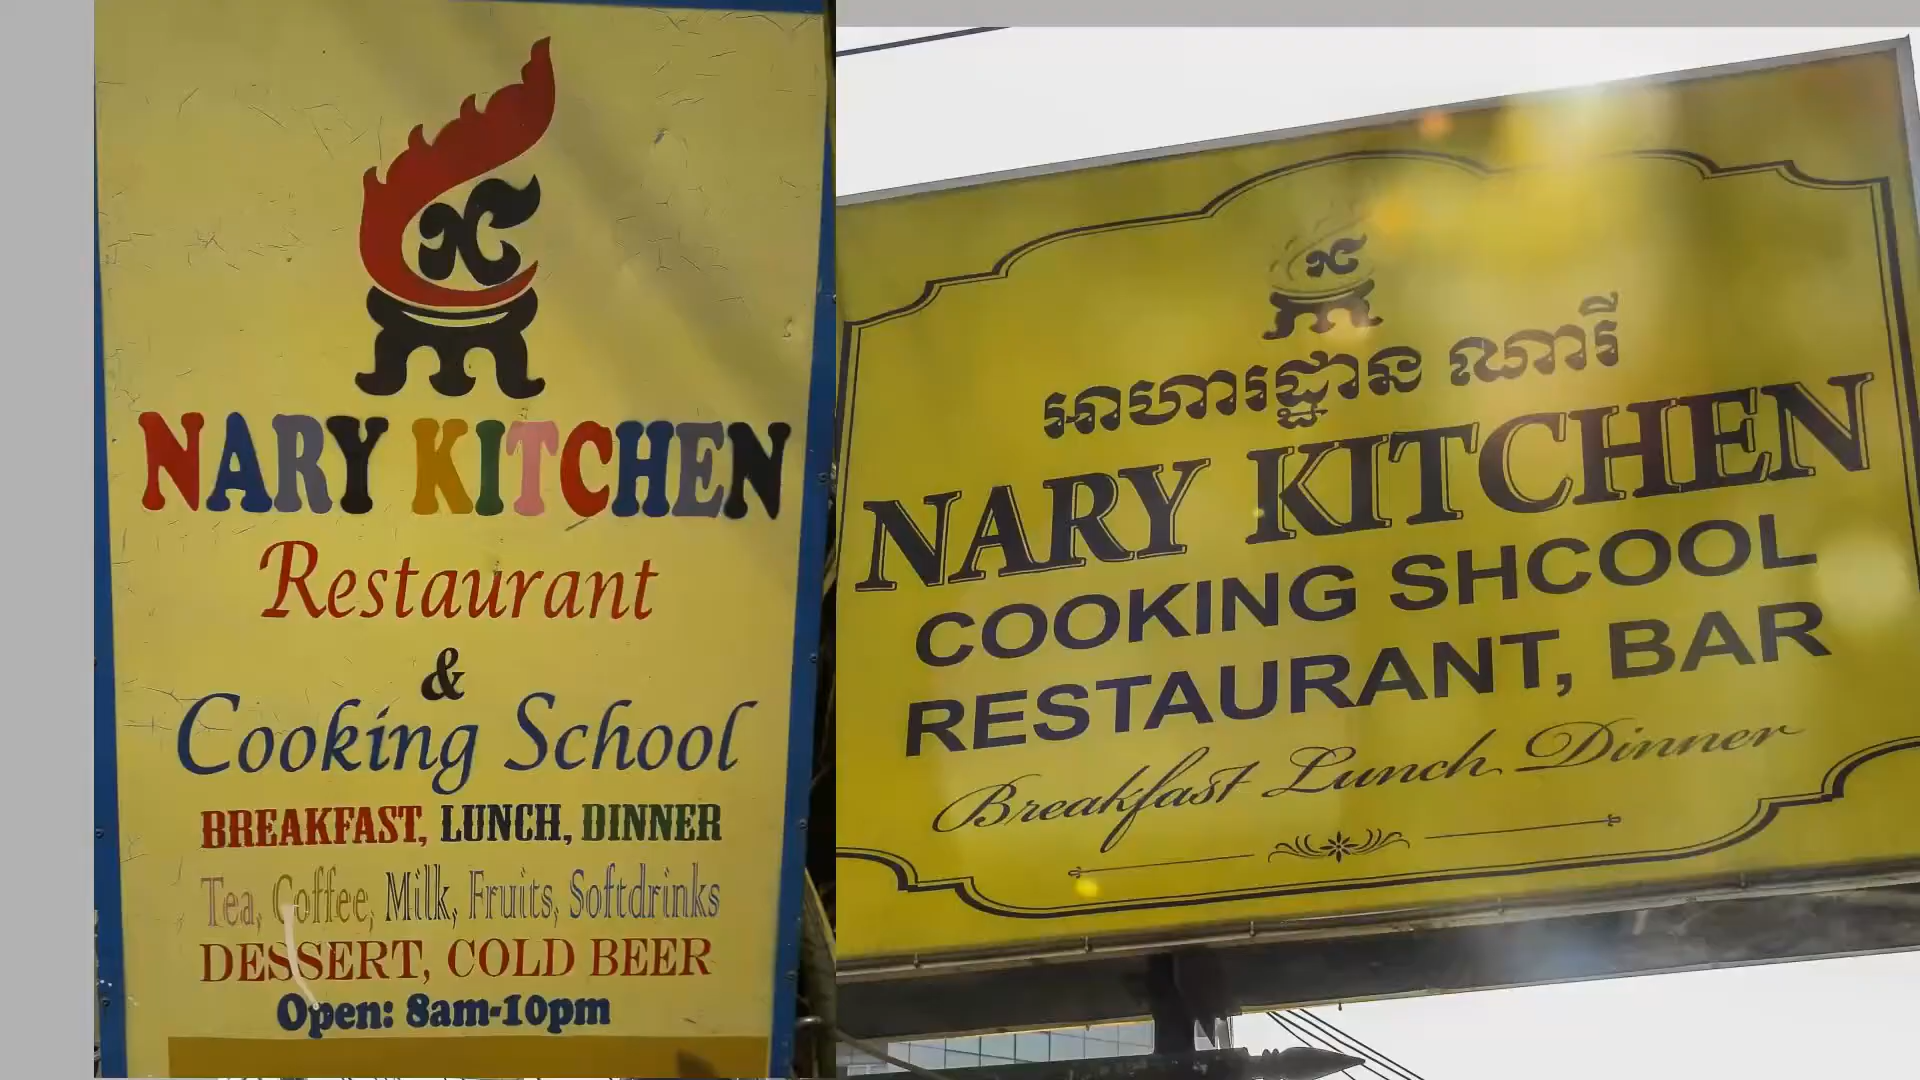 NARY KITCHEN
Restaurant
&
Cooking School
BREAKFAST, LUNCH, DINNER
Tea, Coffee, Milk, Fruits, Softdrinks
DESSERT, COLD BEER
Open: 8am-10pm
អាហារដ្ឋាន ណារី
NARY KITCHEN
COOKING SHCOOL
RESTAURANT, BAR
Breakfast Lunch Dinner